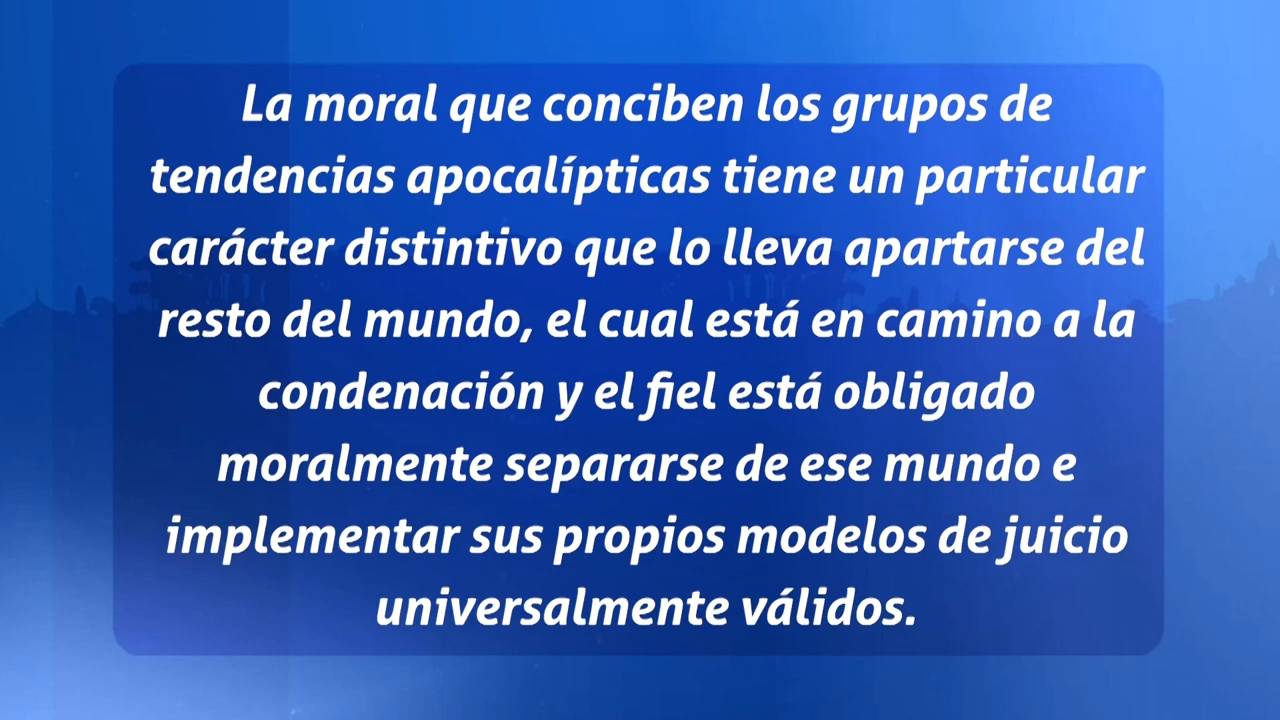 La moral que conciben los grupos de
tendencias apocalípticas tiene un particular
carácter distintivo que lo lleva apartarse del
resto del mundo, el cual está en camino a la
condenación y el fiel está obligado
moralmente separarse de ese mundo e
implementar sus propios modelos de juicio
universalmente válidos.